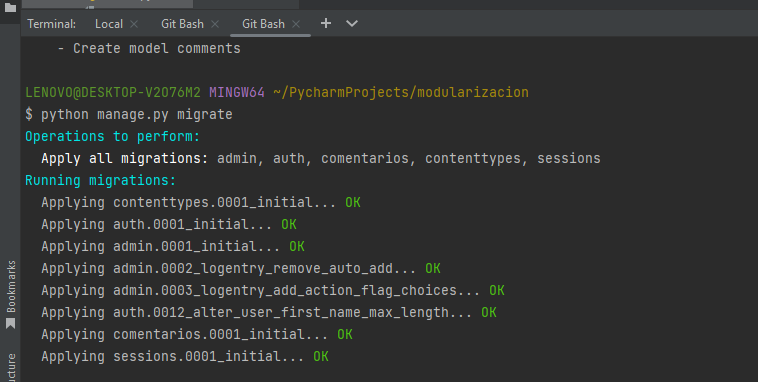 Terminal: Local × Git Bash × Git Bash × +
- Create model comments
LENOVO@DESKTOP-V2O76M2 MINGW64 ~/PycharmProjects/modularizacion
$ python manage.py migrate
Operations to perform:
Apply all migrations: admin, auth, comentarios, contenttypes, sessions
Running migrations:
Applying contenttypes.0001_initial... OK
Applying auth.0001_initial... OK
Applying admin.0001_initial... OK
Applying admin.0002_logentry_remove_auto_add... OK
Applying admin.0003_logentry_add_action_flag_choices... OK
Applying auth.0012_alter_user_first_name_max_length... OK
Applying comentarios.0001_initial... OK
Applying sessions.0001_initial... OK
Bookmarks